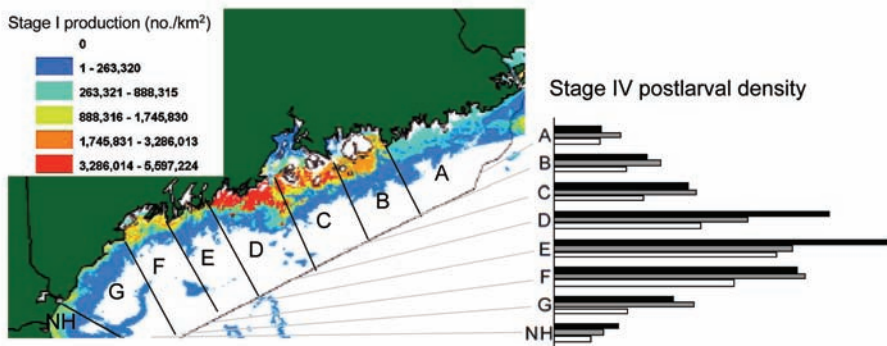 Stage I production (no./km²)
0
1 - 263,320
263,321 - 888,315
888,316 - 1,745,830
1,745,831 - 3,286,013
3,286,014 - 5,597,224
A
B
C
D
E
F
G
NH
Stage IV postlarval density
A
B
C
D
E
F
G
NH